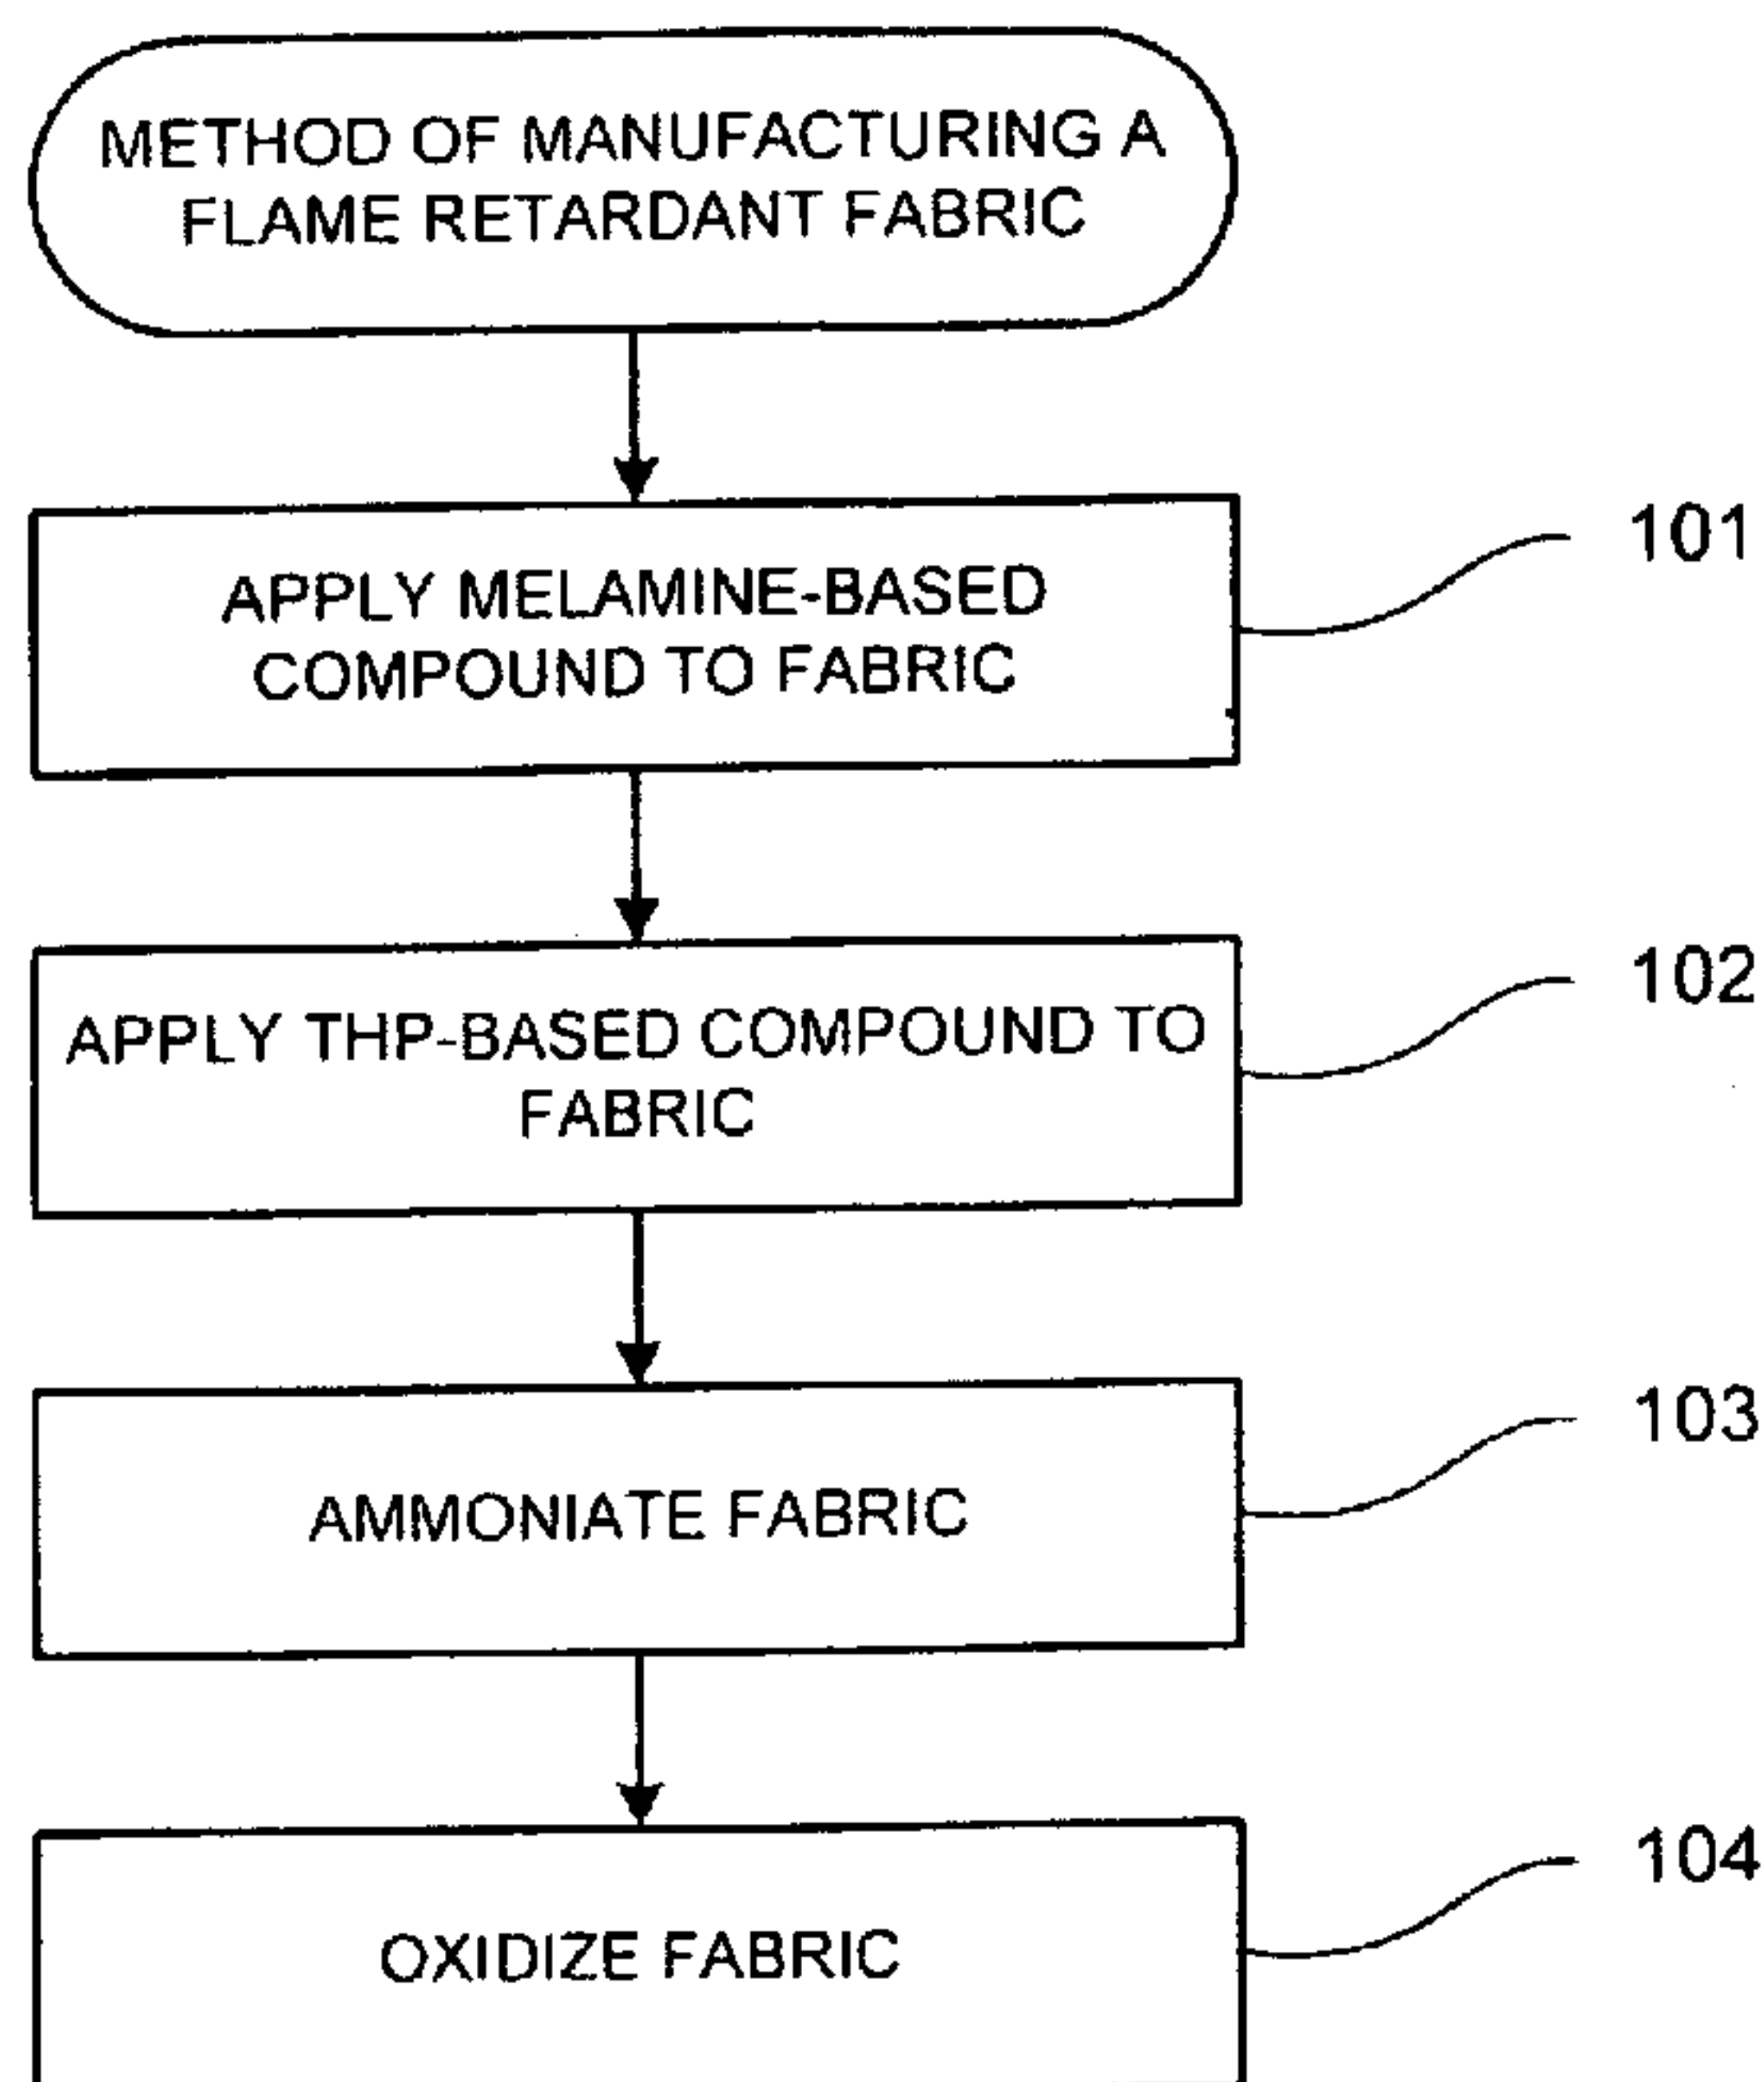 METHOD OF MANUFACTURING A
FLAME RETARDANT FABRIC
APPLY MELAMINE-BASED
COMPOUND TO FABRIC
101
APPLY THP-BASED COMPOUND TO
FABRIC
102
AMMONIATE FABRIC
103
OXIDIZE FABRIC
104